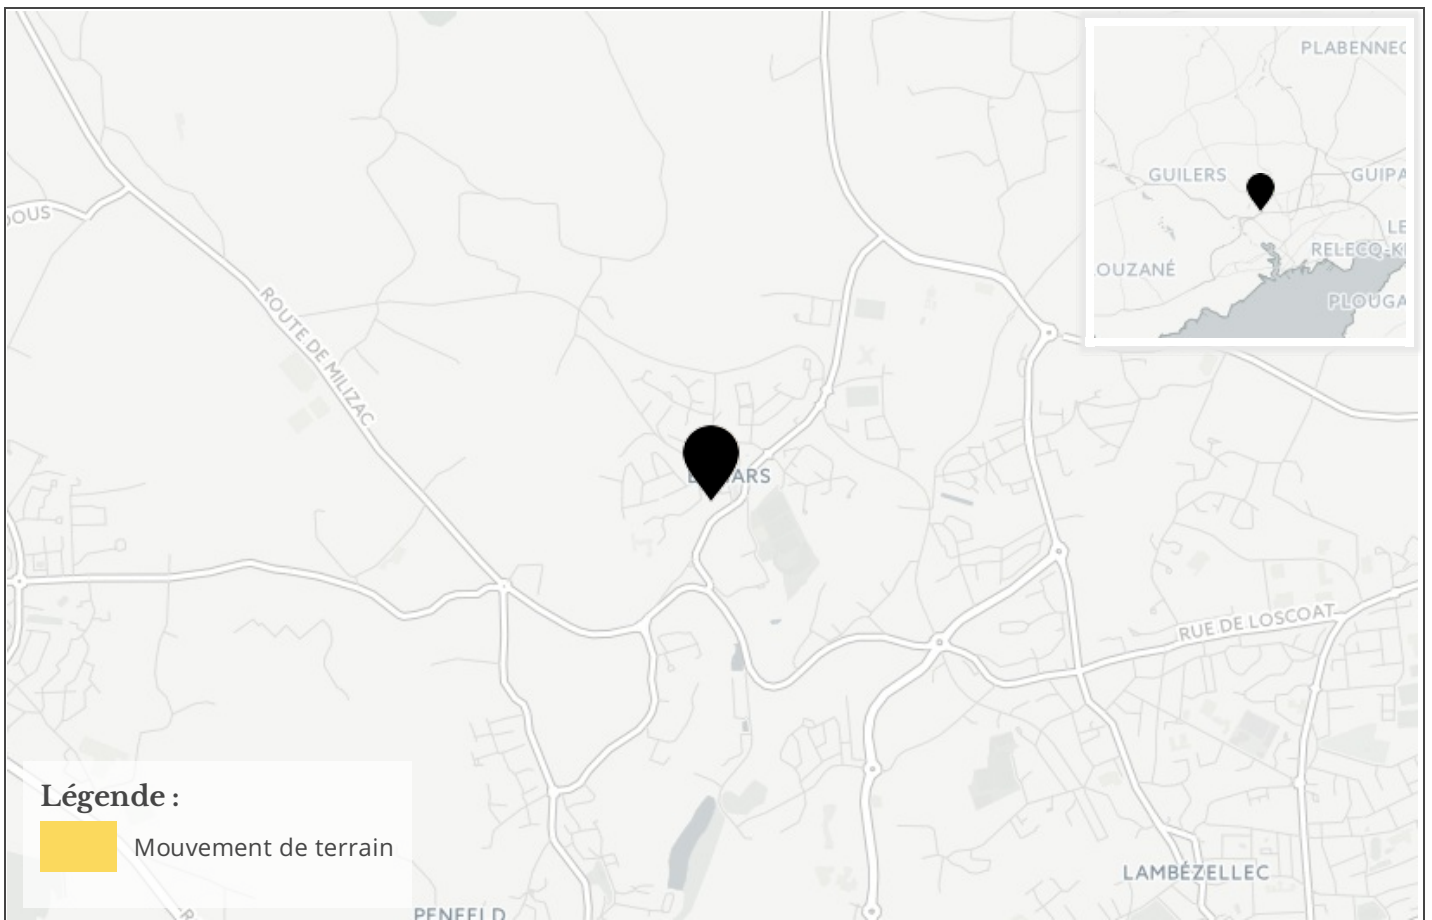 PLABENNEC
GUILERS
GUIPA
LE
RELECQ-K
OUZANÉ
PLOUGA
OUS
ROUTE DE MILIZAC
ARS
RUE DE LOSCOAT
Légende :
Mouvement de terrain
LAMBÉZELLEC
PENFELD
R